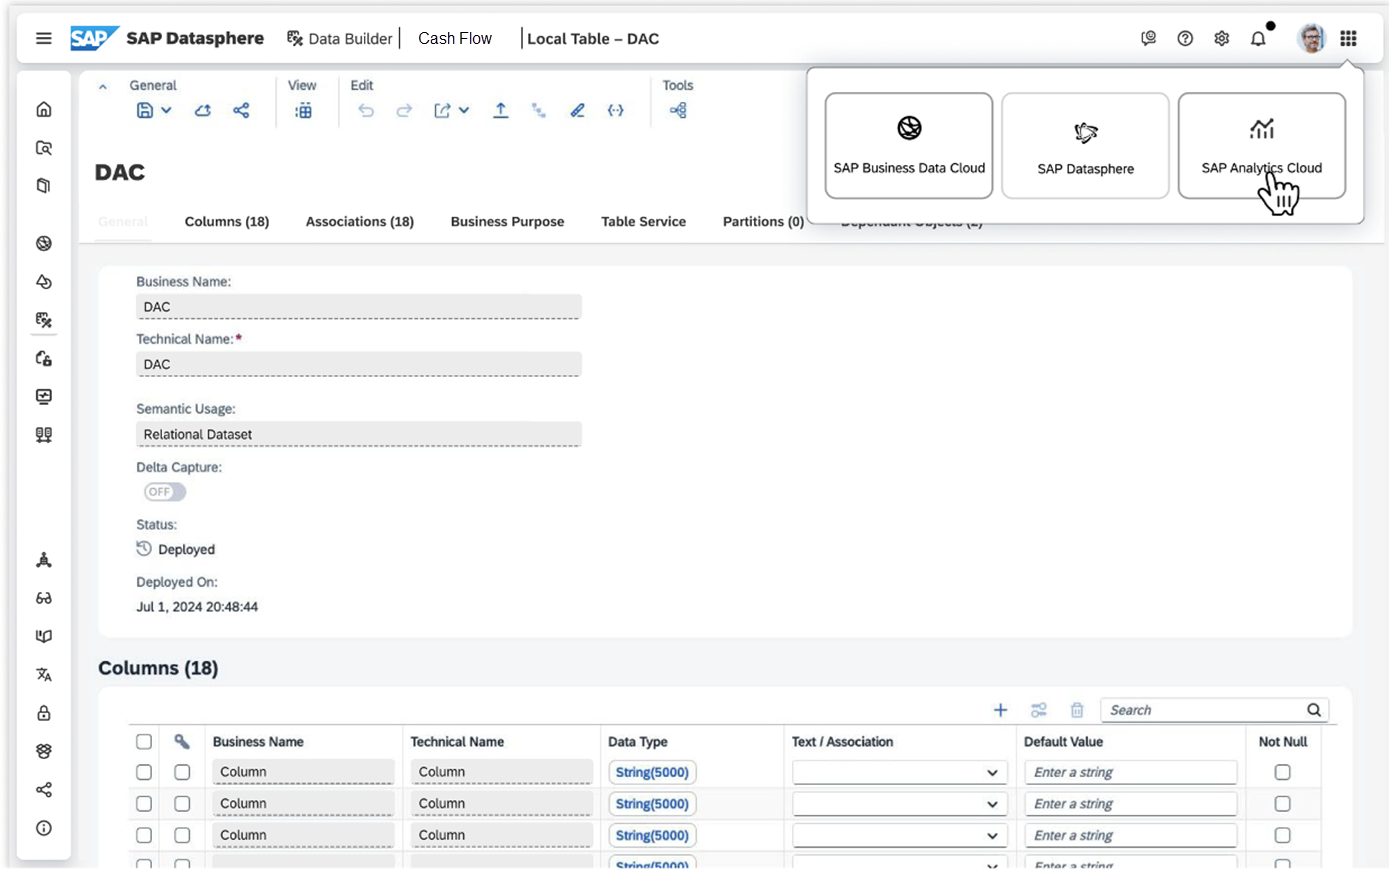 SAP SAP Datasphere Data Builder Cash Flow Local Table – DAC
General View Edit Tools
SAP Business Data Cloud SAP Datasphere SAP Analytics Cloud
DAC
General Columns (18) Associations (18) Business Purpose Table Service Partitions (0) Dependant Objects (2)
Business Name:
DAC
Technical Name:*
DAC
Semantic Usage:
Relational Dataset
Delta Capture:
OFF
Status:
Deployed
Deployed On:
Jul 1, 2024 20:48:44
Columns (18)
Search
Business Name Technical Name Data Type Text / Association Default Value Not Null
Column Column String(5000) Enter a string
Column Column String(5000) Enter a string
Column Column String(5000) Enter a string
String(5000) Enter a string